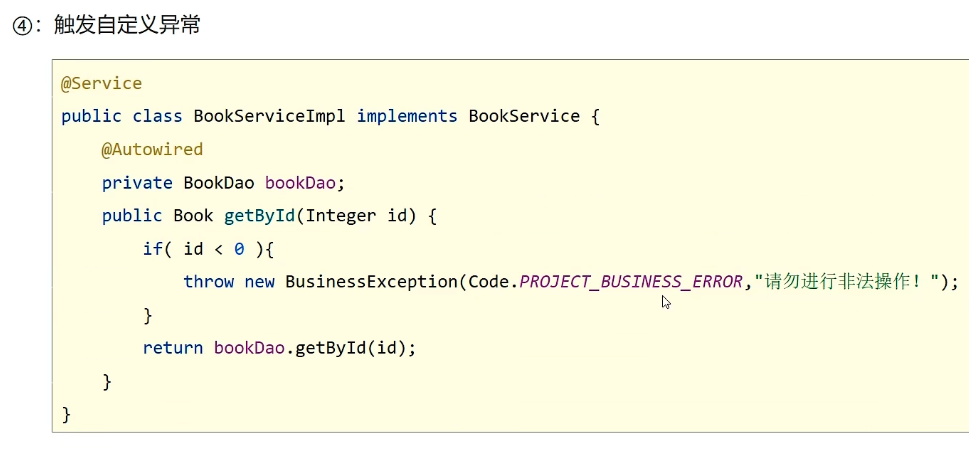 ④：触发自定义异常
@Service
public class BookServiceImpl implements BookService {
    @Autowired
    private BookDao bookDao;
    public Book getById(Integer id) {
        if( id < 0 ){
            throw new BusinessException(Code.PROJECT_BUSINESS_ERROR,"请勿进行非法操作！");
        }
        return bookDao.getById(id);
    }
}